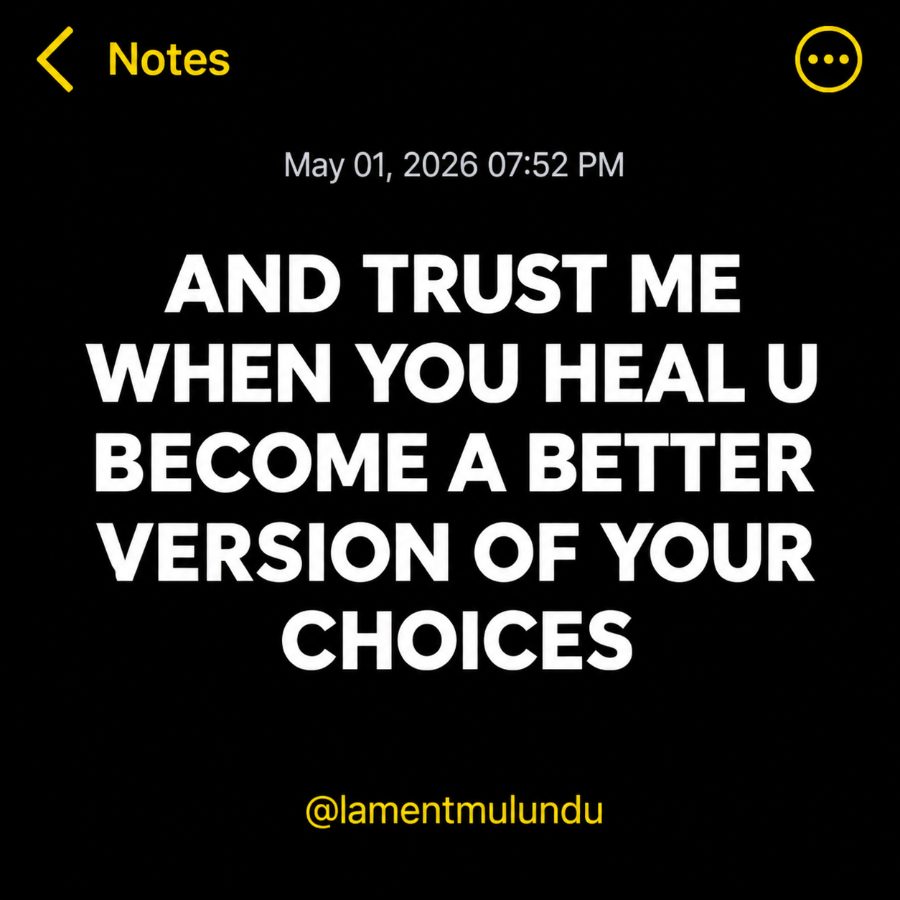 Notes
May 01, 2026 07:52 PM
AND TRUST ME
WHEN YOU HEAL U
BECOME A BETTER
VERSION OF YOUR
CHOICES
@lamentmulundu